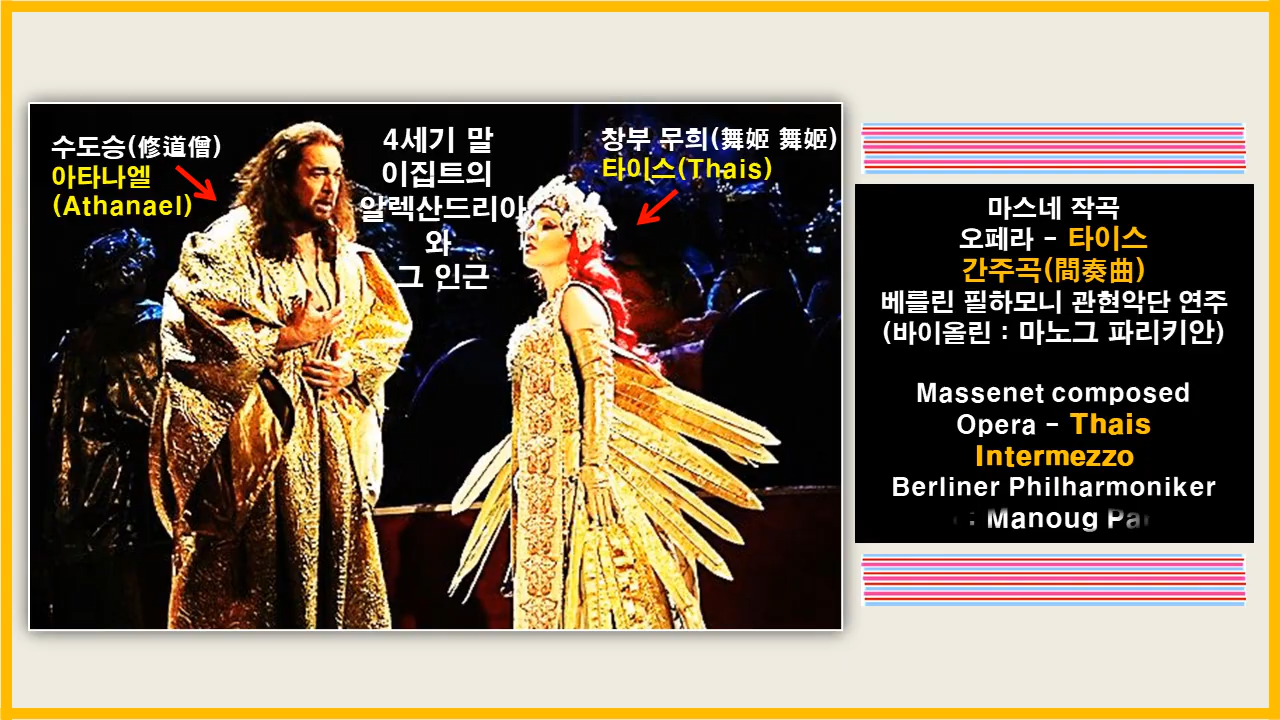 수도승(修道僧)
아타나엘
(Athanael)
4세기 말
이집트의
알렉산드리아
와
그 인근
창부 무희(舞姬 舞姬)
타이스(Thais)
마스네 작곡
오페라 - 타이스
간주곡(間奏曲)
베를린 필하모니 관현악단 연주
(바이올린 : 마노그 파리키안)
Massenet composed
Opera - Thais
Intermezzo
Berliner Philharmoniker
: Manoug